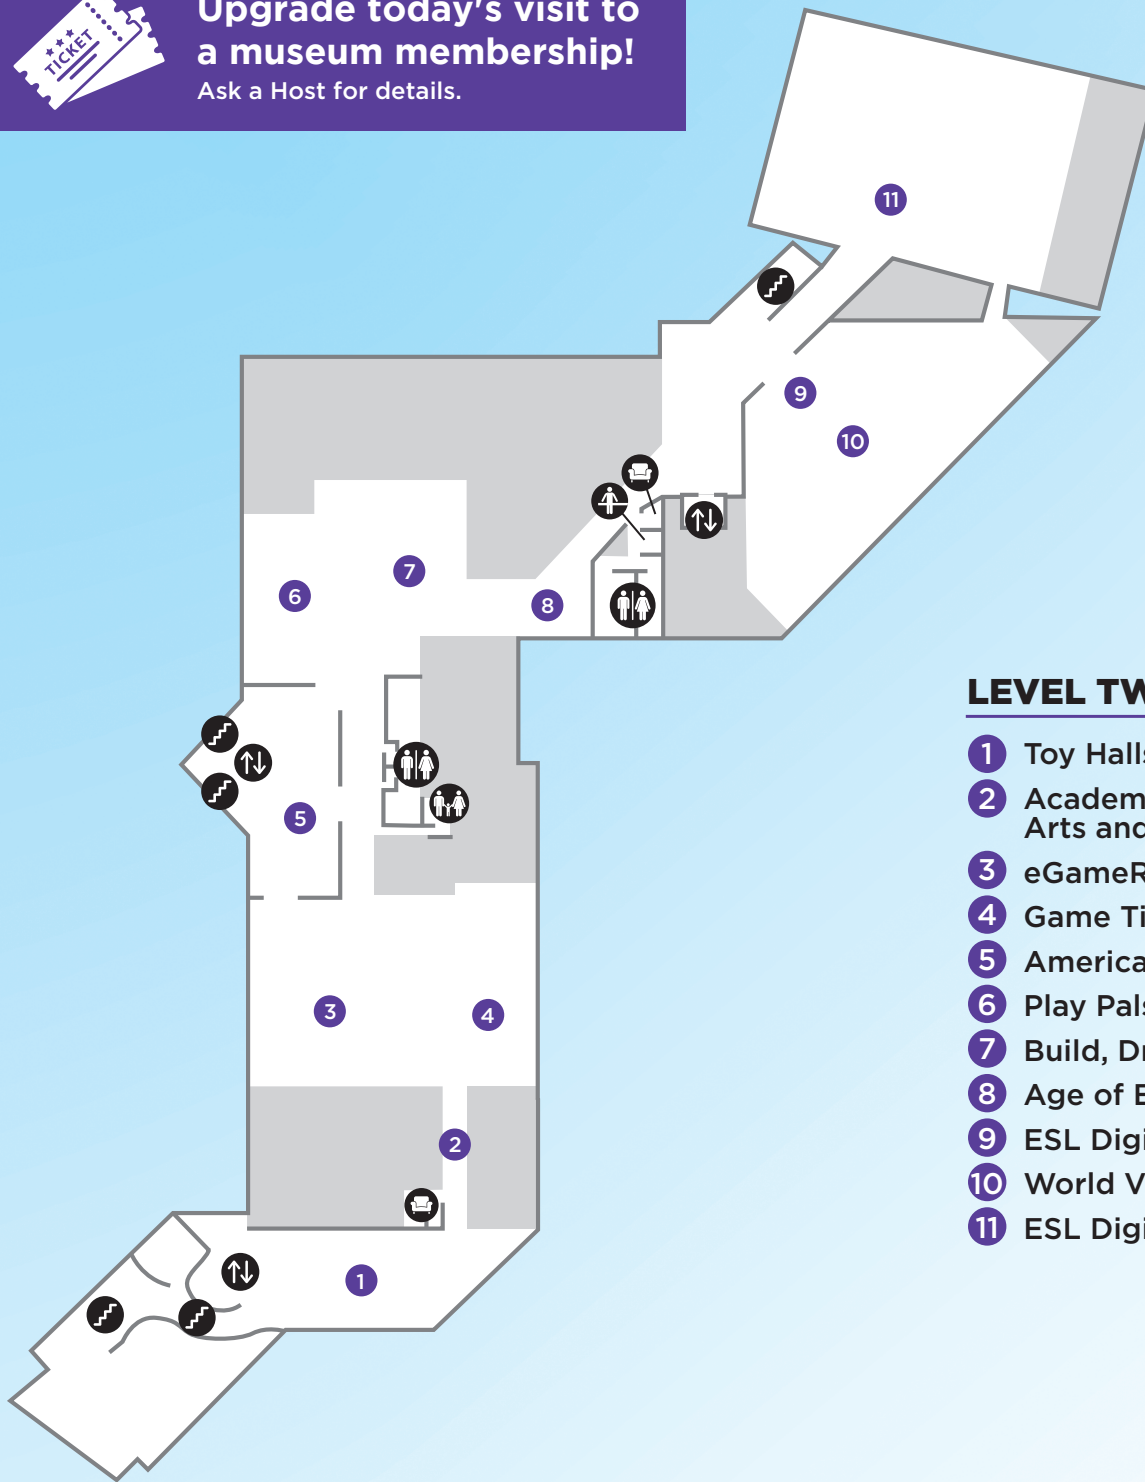 Upgrade today's visit to
a museum membership!
Ask a Host for details.
TICKET
11
9
10
7
6
8
5
3
4
2
1
LEVEL TW
1 Toy Hall
2 Academ
Arts and
3 eGameR
4 Game Ti
5 America
6 Play Pals
7 Build, Dr
8 Age of E
9 ESL Digi
10 World V
11 ESL Digi